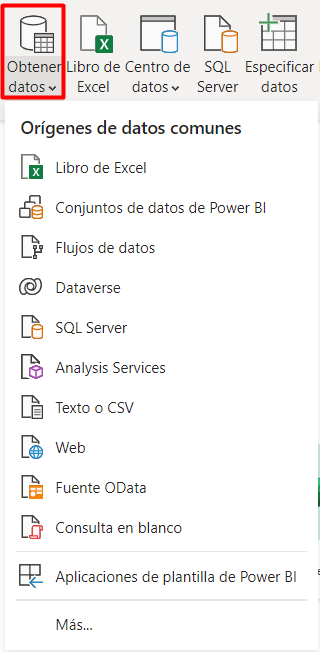 Obtener datos
Libro de Excel
Centro de datos
SQL Server
Especificar datos
Orígenes de datos comunes
Libro de Excel
Conjuntos de datos de Power BI
Flujos de datos
Dataverse
SQL Server
Analysis Services
Texto o CSV
Web
Fuente OData
Consulta en blanco
Aplicaciones de plantilla de Power BI
Más...